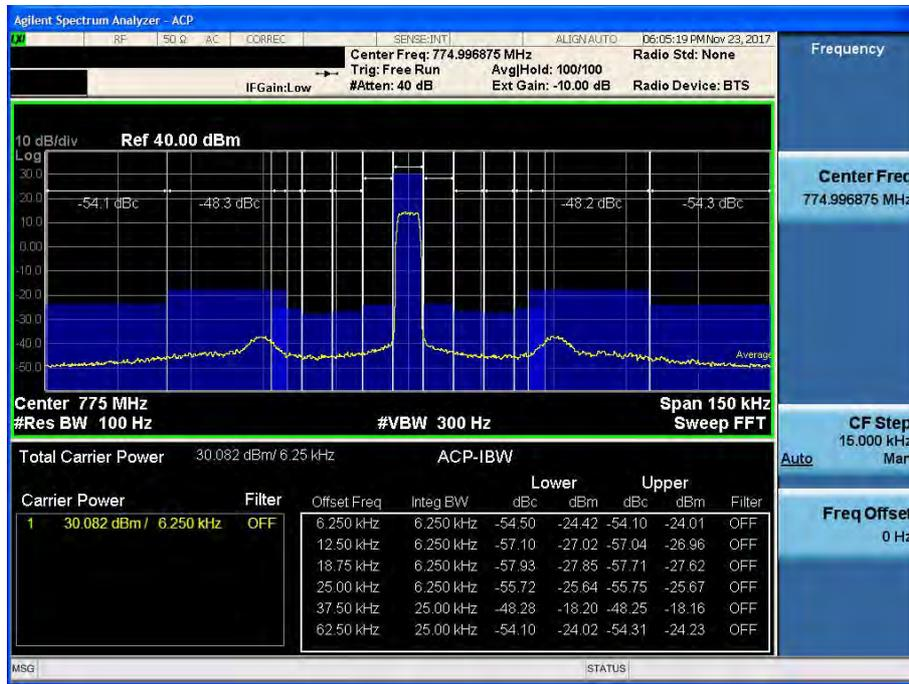 Agilent Spectrum Analyzer - ACP
LXI RF 50 Ω AC CORREC SENSE:INT ALIGN AUTO 06:05:19 PM Nov 23, 2017
Center Freq: 774.996875 MHz Radio Std: None
Trig: Free Run Avg|Hold: 100/100
IFGain:Low #Atten: 40 dB Ext Gain: -10.00 dB Radio Device: BTS
10 dB/div Ref 40.00 dBm
Log
30.0
20.0
-54.1 dBc -48.3 dBc -48.2 dBc -54.3 dBc
10.0
0.00
-10.0
-20.0
-30.0
-40.0
Average
-50.0
Center 775 MHz Span 150 kHz
#Res BW 100 Hz #VBW 300 Hz Sweep FFT
Total Carrier Power 30.082 dBm/ 6.25 kHz ACP-IBW
Lower Upper
Carrier Power Filter Offset Freq Integ BW dBc dBm dBc dBm Filter
1 30.082 dBm / 6.250 kHz OFF
6.250 kHz 6.250 kHz -54.50 -24.42 -54.10 -24.01 OFF
12.50 kHz 6.250 kHz -57.10 -27.02 -57.04 -26.96 OFF
18.75 kHz 6.250 kHz -57.93 -27.85 -57.71 -27.62 OFF
25.00 kHz 6.250 kHz -55.72 -25.64 -55.75 -25.67 OFF
37.50 kHz 25.00 kHz -48.28 -18.20 -48.25 -18.16 OFF
62.50 kHz 25.00 kHz -54.10 -24.02 -54.31 -24.23 OFF
MSG STATUS
Frequency
Center Freq
774.996875 MHz
CF Step
15.000 kHz
Auto Man
Freq Offset
0 Hz